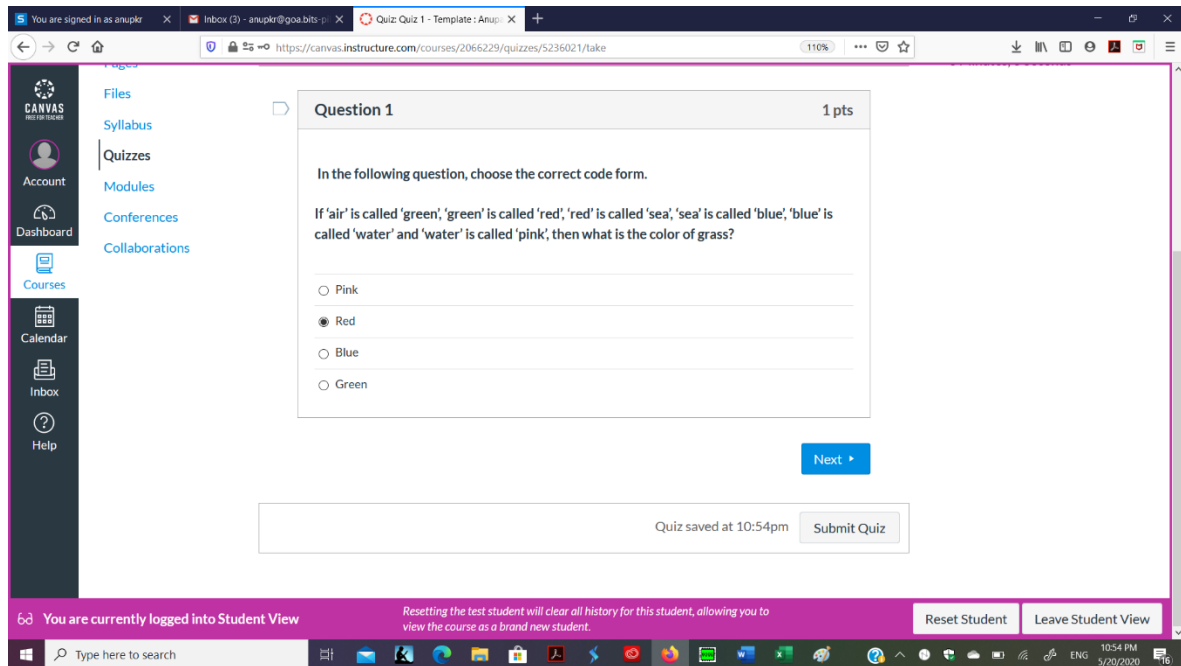 You are signed in as anupkr
Inbox (3) - anupkr@goa.bits-pi
Quiz: Quiz 1 - Template : Anup
https://canvas.instructure.com/courses/2066229/quizzes/5236021/take
110%
CANVAS
FREE FOR TEACHER
Account
Dashboard
Courses
Calendar
Inbox
Help
Pages
Files
Syllabus
Quizzes
Modules
Conferences
Collaborations
Question 1
1 pts
In the following question, choose the correct code form.
If 'air' is called 'green', 'green' is called 'red', 'red' is called 'sea', 'sea' is called 'blue', 'blue' is
called 'water' and 'water' is called 'pink', then what is the color of grass?
Pink
Red
Blue
Green
Next
Quiz saved at 10:54pm
Submit Quiz
You are currently logged into Student View
Resetting the test student will clear all history for this student, allowing you to
view the course as a brand new student.
Reset Student
Leave Student View
Type here to search
ENG
10:54 PM
5/20/2020
16